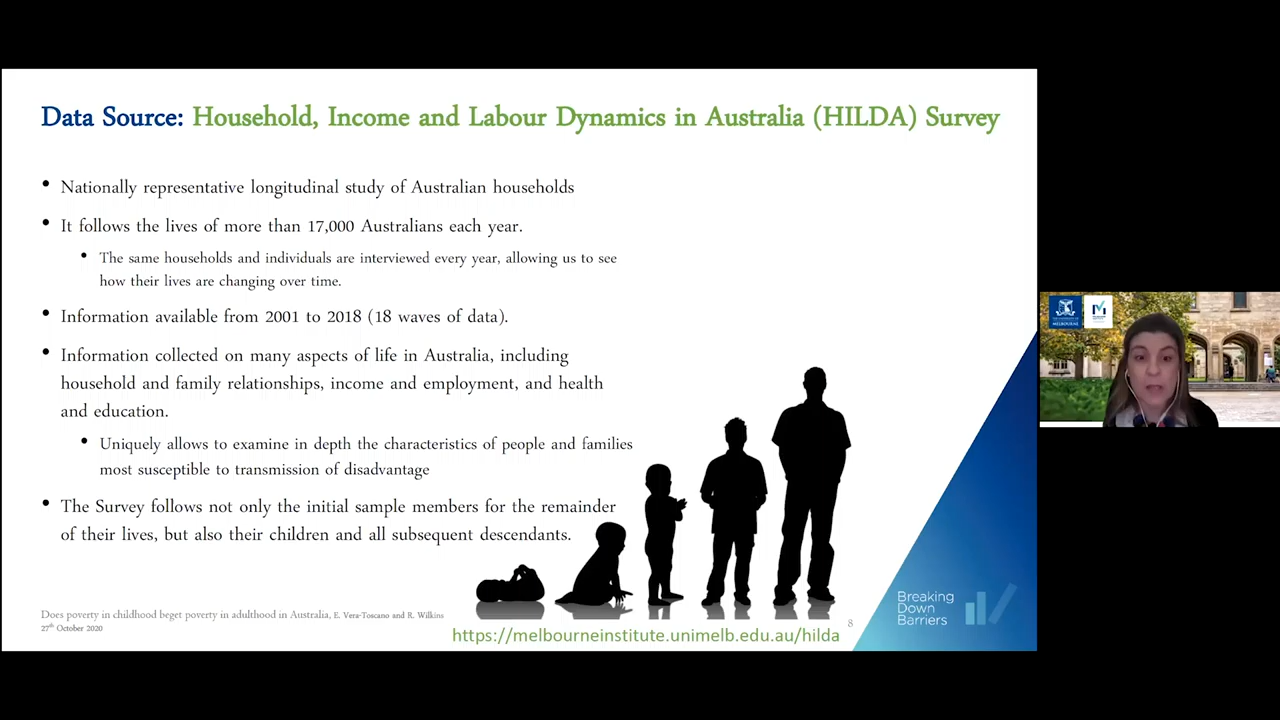 Data Source: Household, Income and Labour Dynamics in Australia (HILDA) Survey
• Nationally representative longitudinal study of Australian households
• It follows the lives of more than 17,000 Australians each year.
• The same households and individuals are interviewed every year, allowing us to see
how their lives are changing over time.
• Information available from 2001 to 2018 (18 waves of data).
• Information collected on many aspects of life in Australia, including
household and family relationships, income and employment, and health
and education.
• Uniquely allows to examine in depth the characteristics of people and families
most susceptible to transmission of disadvantage
• The Survey follows not only the initial sample members for the remainder
of their lives, but also their children and all subsequent descendants.
Does poverty in childhood beget poverty in adulthood in Australia, E. Vera-Toscano and R. Wilkins
27th October 2020
https://melbourneinstitute.unimelb.edu.au/hilda
8
Breaking
Down
Barriers
MELBOURNE